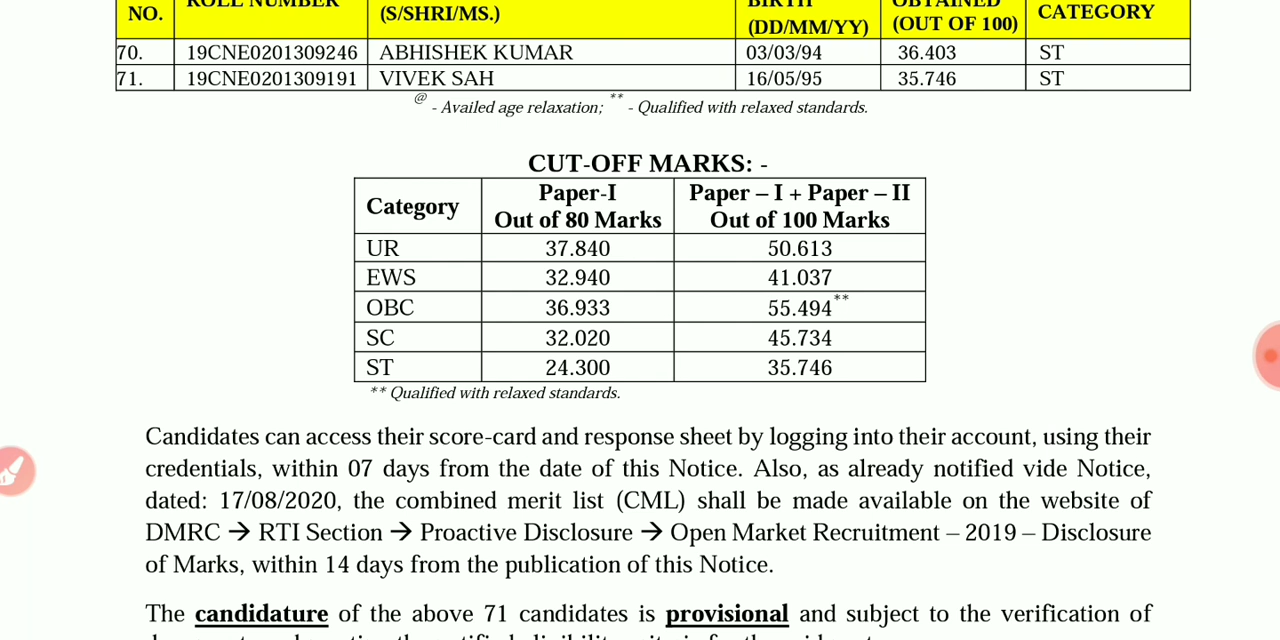 NO. ROLL NUMBER (S/SHRI/MS.) BIRTH (DD/MM/YY) OBTAINED (OUT OF 100) CATEGORY
70. 19CNE0201309246 ABHISHEK KUMAR 03/03/94 36.403 ST
71. 19CNE0201309191 VIVEK SAH 16/05/95 35.746 ST
@ - Availed age relaxation; ** - Qualified with relaxed standards.
CUT-OFF MARKS: -
Category Paper-I Paper – I + Paper – II
Out of 80 Marks Out of 100 Marks
UR 37.840 50.613
EWS 32.940 41.037
OBC 36.933 55.494**
SC 32.020 45.734
ST 24.300 35.746
** Qualified with relaxed standards.
Candidates can access their score-card and response sheet by logging into their account, using their
credentials, within 07 days from the date of this Notice. Also, as already notified vide Notice,
dated: 17/08/2020, the combined merit list (CML) shall be made available on the website of
DMRC → RTI Section → Proactive Disclosure → Open Market Recruitment – 2019 – Disclosure
of Marks, within 14 days from the publication of this Notice.
The candidature of the above 71 candidates is provisional and subject to the verification of